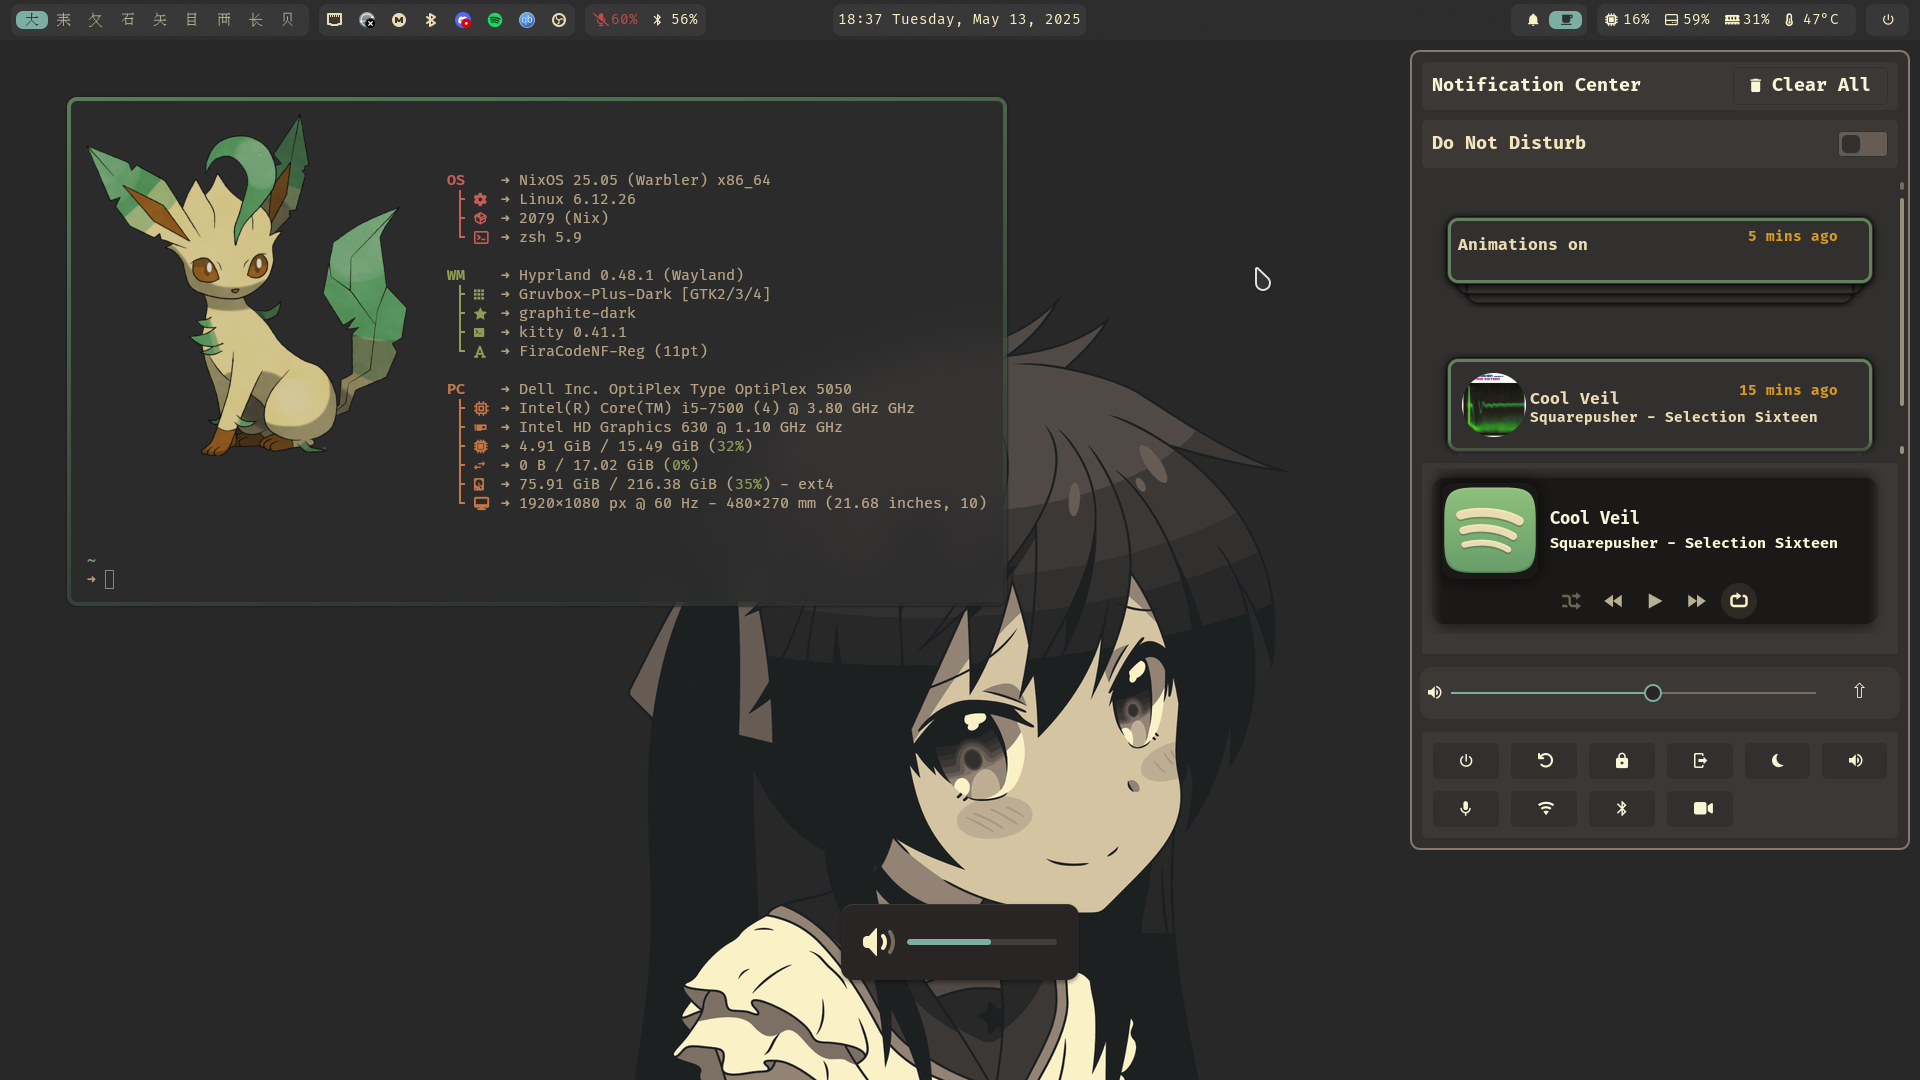 大 耒 攵 石 矢 目 両 长 贝
60% 56%
18:37 Tuesday, May 13, 2025
16% 59% 31% 47°C
Notification Center
Clear All
Do Not Disturb
Animations on
5 mins ago
Cool Veil
15 mins ago
Squarepusher - Selection Sixteen
Cool Veil
Squarepusher - Selection Sixteen
OS ➜ NixOS 25.05 (Warbler) x86_64
➜ Linux 6.12.26
➜ 2079 (Nix)
➜ zsh 5.9
WM ➜ Hyprland 0.48.1 (Wayland)
➜ Gruvbox-Plus-Dark [GTK2/3/4]
➜ graphite-dark
➜ kitty 0.41.1
➜ FiraCodeNF-Reg (11pt)
PC ➜ Dell Inc. OptiPlex Type OptiPlex 5050
➜ Intel(R) Core(TM) i5-7500 (4) @ 3.80 GHz GHz
➜ Intel HD Graphics 630 @ 1.10 GHz GHz
➜ 4.91 GiB / 15.49 GiB (32%)
➜ 0 B / 17.02 GiB (0%)
➜ 75.91 GiB / 216.38 GiB (35%) - ext4
➜ 1920×1080 px @ 60 Hz - 480×270 mm (21.68 inches, 10)
~
➜